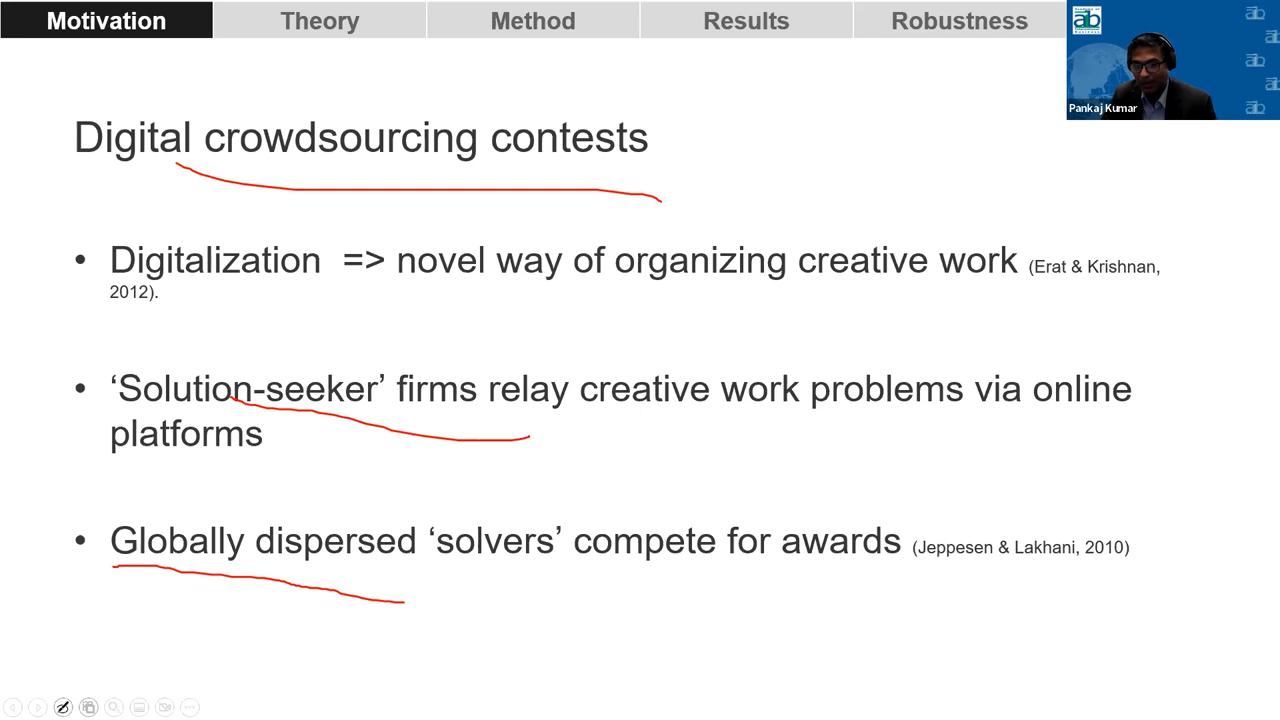 Motivation
Theory
Method
Results
Robustness
Pankaj Kumar
Digital crowdsourcing contests
• Digitalization => novel way of organizing creative work (Erat & Krishnan,
2012).
• ‘Solution-seeker’ firms relay creative work problems via online
platforms
• Globally dispersed ‘solvers’ compete for awards (Jeppesen & Lakhani, 2010)